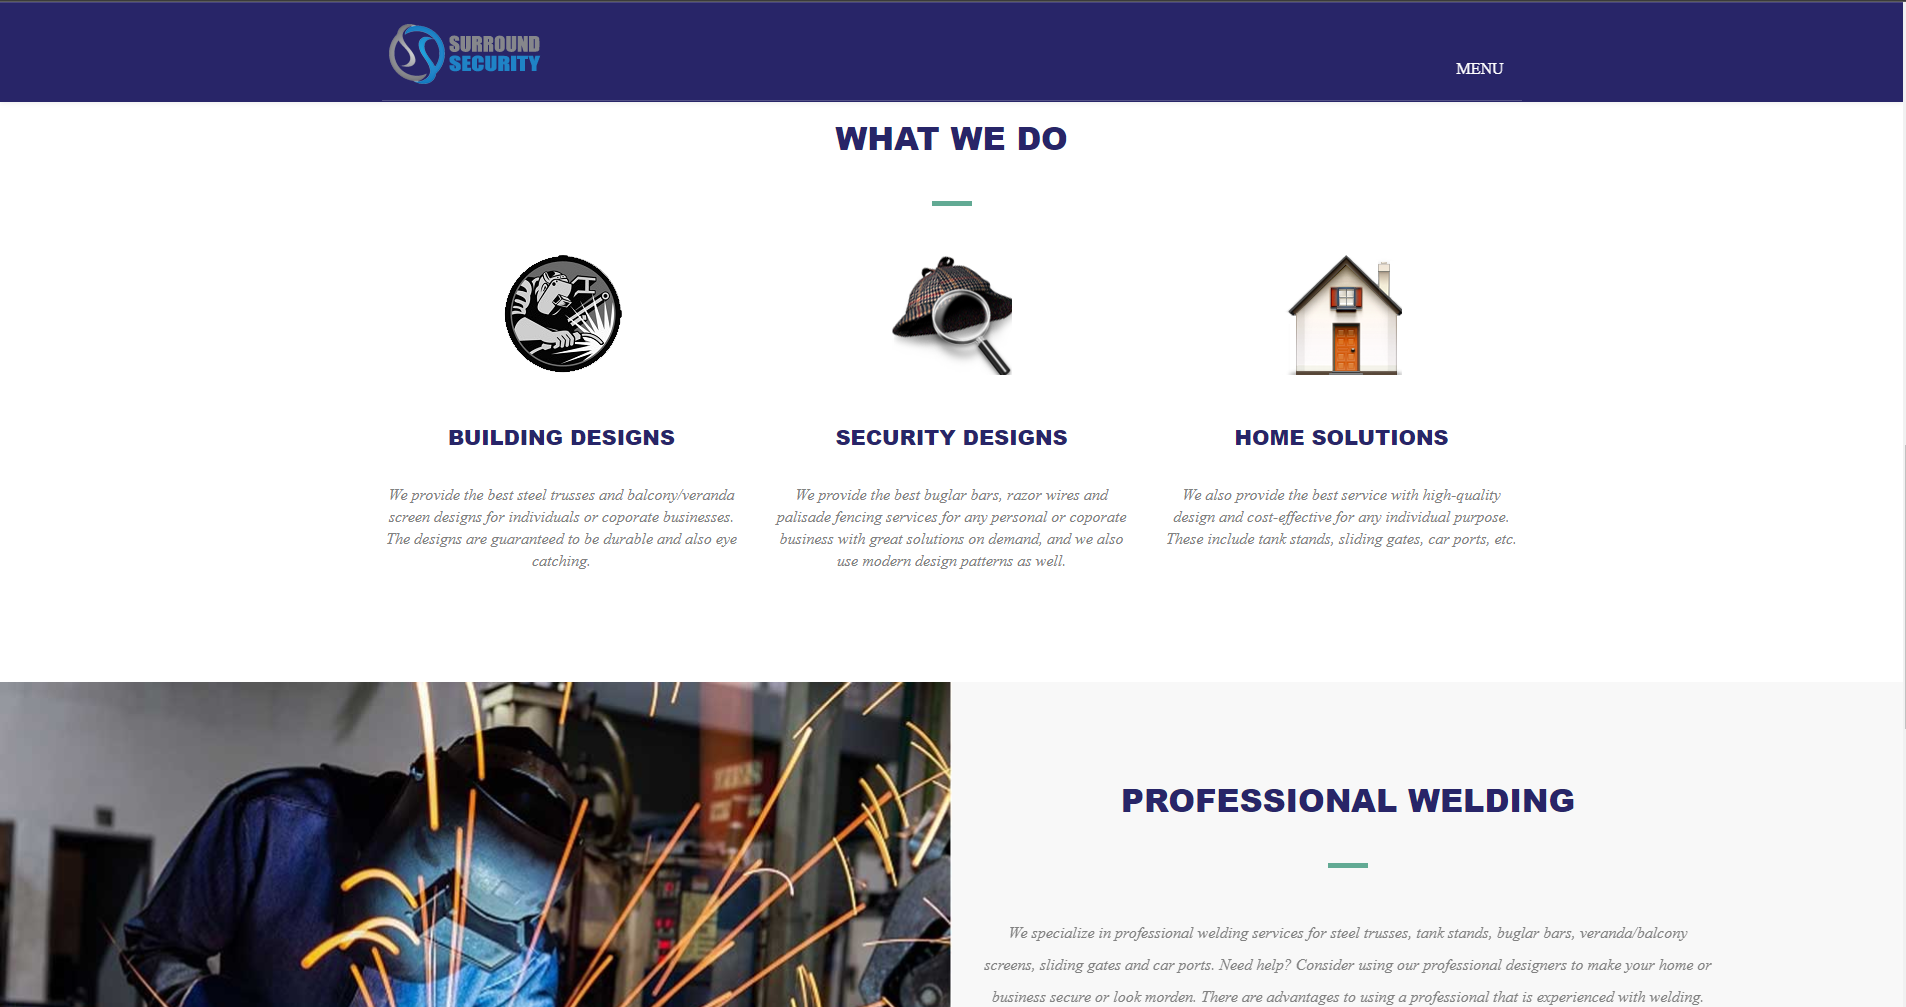 SURROUND
SECURITY
MENU
WHAT WE DO
BUILDING DESIGNS
We provide the best steel trusses and balcony/veranda
screen designs for individuals or coporate businesses.
The designs are guaranteed to be durable and also eye
catching.
SECURITY DESIGNS
We provide the best buglar bars, razor wires and
palisade fencing services for any personal or coporate
business with great solutions on demand, and we also
use modern design patterns as well.
HOME SOLUTIONS
We also provide the best service with high-quality
design and cost-effective for any individual purpose.
These include tank stands, sliding gates, car ports, etc.
PROFESSIONAL WELDING
We specialize in professional welding services for steel trusses, tank stands, buglar bars, veranda/balcony
screens, sliding gates and car ports. Need help? Consider using our professional designers to make your home or
business secure or look morden. There are advantages to using a professional that is experienced with welding.